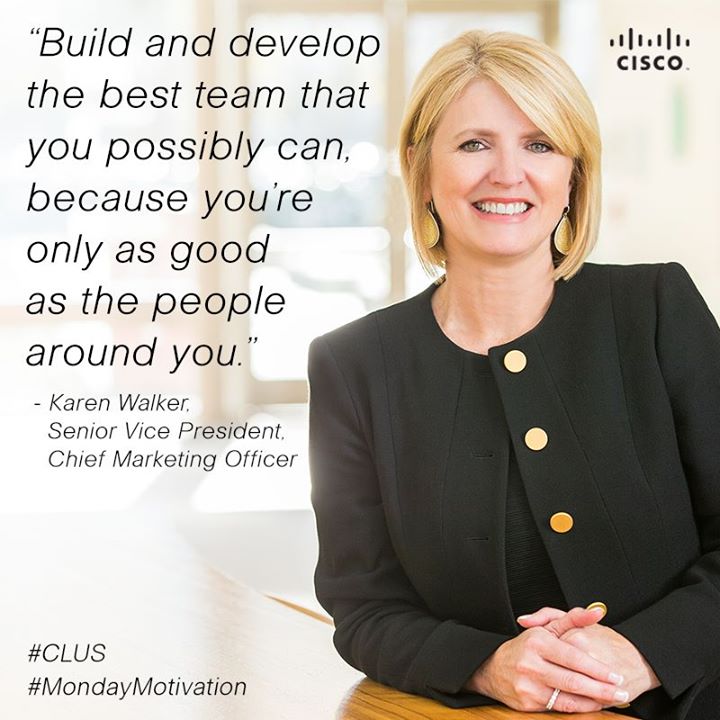 “Build and develop
the best team that
you possibly can,
because you’re
only as good
as the people
around you.”
- Karen Walker,
Senior Vice President,
Chief Marketing Officer
CISCO
#CLUS
#MondayMotivation